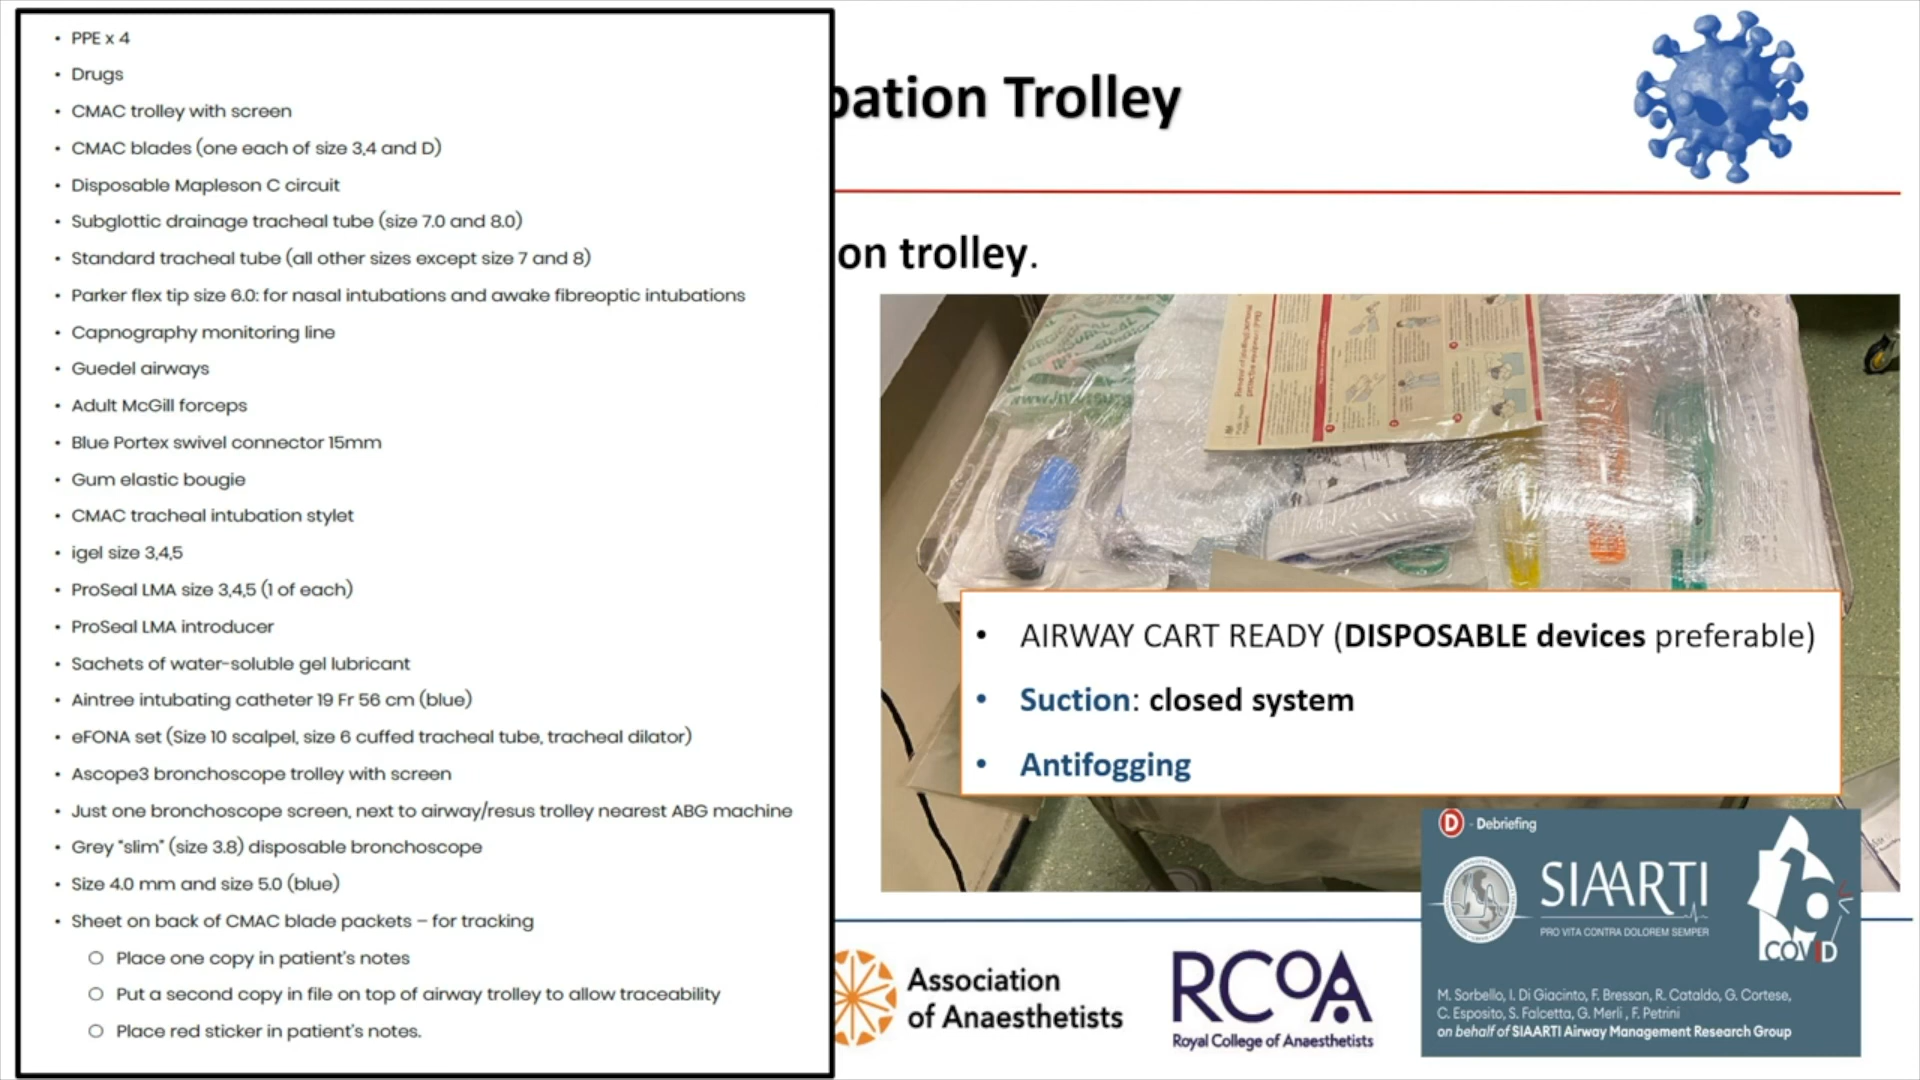 • PPE x 4
• Drugs
• CMAC trolley with screen
• CMAC blades (one each of size 3,4 and D)
• Disposable Mapleson C circuit
• Subglottic drainage tracheal tube (size 7.0 and 8.0)
• Standard tracheal tube (all other sizes except size 7 and 8)
• Parker flex tip size 6.0: for nasal intubations and awake fibreoptic intubations
• Capnography monitoring line
• Guedel airways
• Adult McGill forceps
• Blue Portex swivel connector 15mm
• Gum elastic bougie
• CMAC tracheal intubation stylet
• igel size 3,4,5
• ProSeal LMA size 3,4,5 (1 of each)
• ProSeal LMA introducer
• Sachets of water-soluble gel lubricant
• Aintree intubating catheter 19 Fr 56 cm (blue)
• eFONA set (Size 10 scalpel, size 6 cuffed tracheal tube, tracheal dilator)
• Ascope3 bronchoscope trolley with screen
• Just one bronchoscope screen, next to airway/resus trolley nearest ABG machine
• Grey "slim" (size 3.8) disposable bronchoscope
• Size 4.0 mm and size 5.0 (blue)
• Sheet on back of CMAC blade packets – for tracking
○ Place one copy in patient's notes
○ Put a second copy in file on top of airway trolley to allow traceability
○ Place red sticker in patient's notes.
bation Trolley
on trolley.
• AIRWAY CART READY (DISPOSABLE devices preferable)
• Suction: closed system
• Antifogging
D - Debriefing
SIAARTI
PRO VITA CONTRA DOLOREM SEMPER
COVID
M. Sorbello, I. Di Giacinto, F. Bressan, R. Cataldo, G. Cortese,
C. Esposito, S. Falcetta, G. Merli , F. Petrini
on behalf of SIAARTI Airway Management Research Group
Association
of Anaesthetists
RCOA
Royal College of Anaesthetists